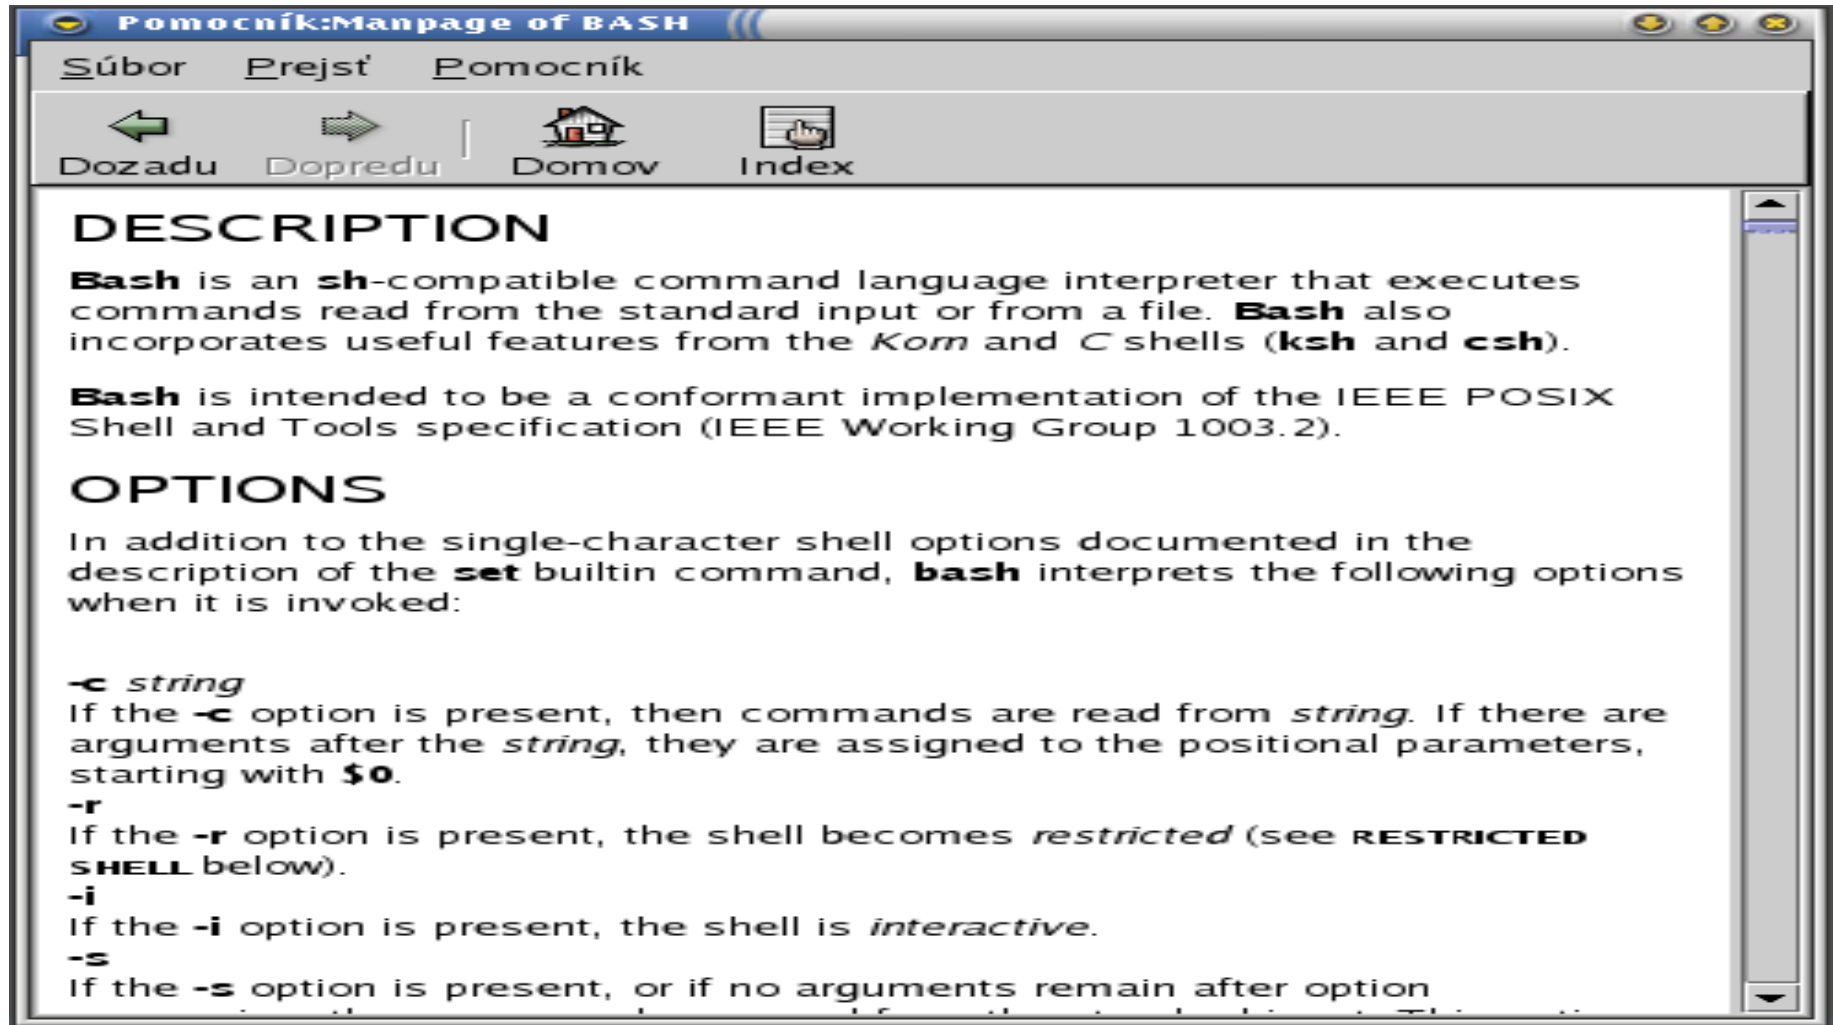 Pomocník:Manpage of BASH
Súbor Prejsť Pomocník
Dozadu Dopredu Domov Index
DESCRIPTION
Bash is an sh-compatible command language interpreter that executes
commands read from the standard input or from a file. Bash also
incorporates useful features from the Korn and C shells (ksh and csh).
Bash is intended to be a conformant implementation of the IEEE POSIX
Shell and Tools specification (IEEE Working Group 1003.2).
OPTIONS
In addition to the single-character shell options documented in the
description of the set builtin command, bash interprets the following options
when it is invoked:
-c string
If the -c option is present, then commands are read from string. If there are
arguments after the string, they are assigned to the positional parameters,
starting with $0.
-r
If the -r option is present, the shell becomes restricted (see RESTRICTED
SHELL below).
-i
If the -i option is present, the shell is interactive.
-s
If the -s option is present, or if no arguments remain after option